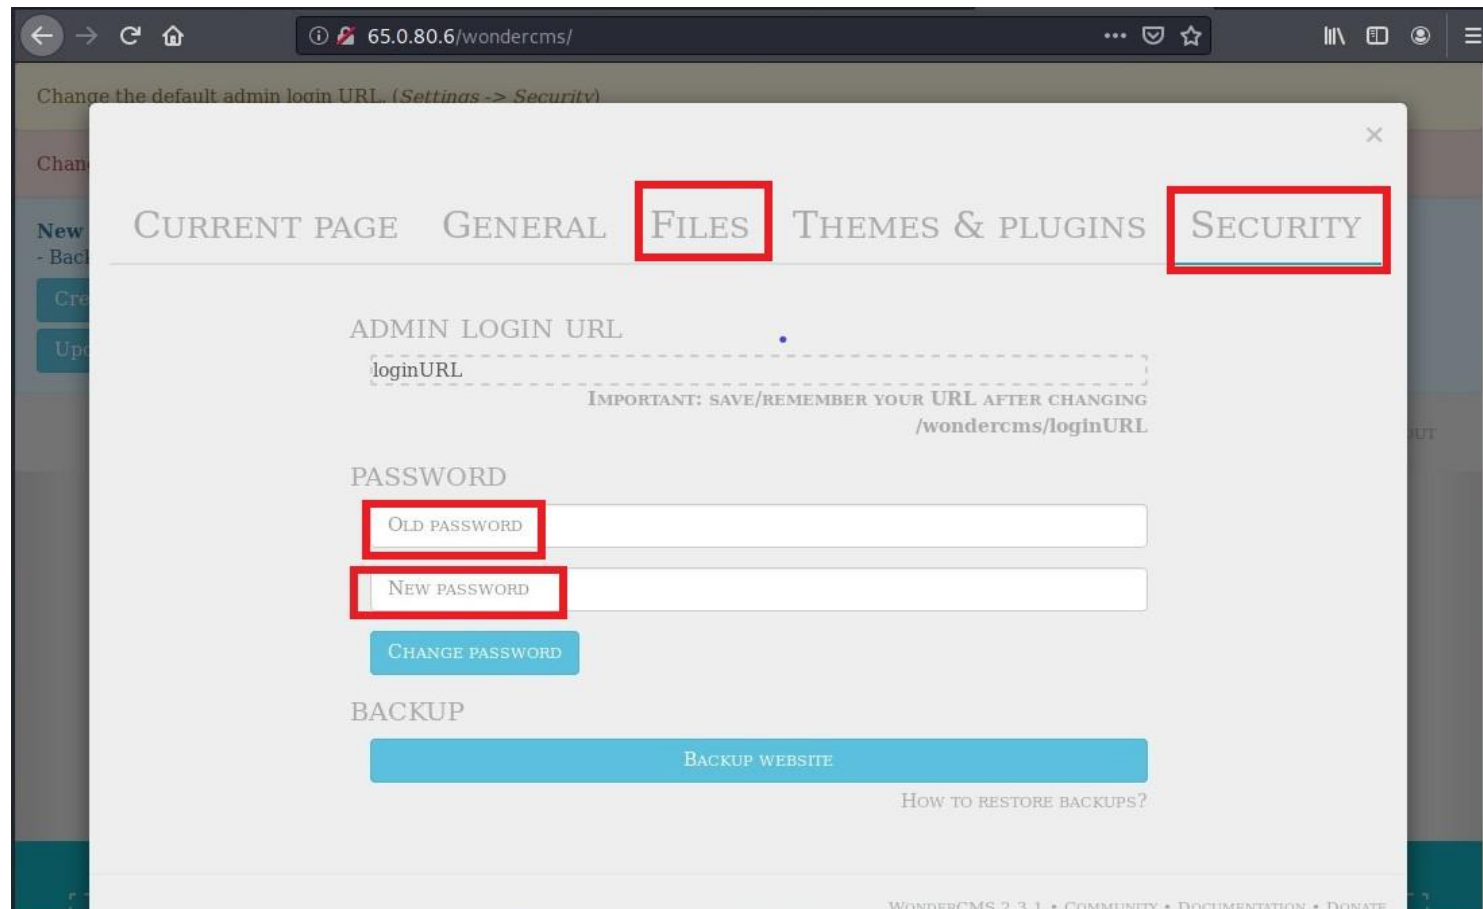 65.0.80.6/wondercms/
Change the default admin login URL. (Settings -> Security)
Chan
New
- Back
Cre
Upd
CURRENT PAGE GENERAL FILES THEMES & PLUGINS SECURITY
ADMIN LOGIN URL
loginURL
IMPORTANT: SAVE/REMEMBER YOUR URL AFTER CHANGING
/wondercms/loginURL
PASSWORD
OLD PASSWORD
NEW PASSWORD
CHANGE PASSWORD
BACKUP
BACKUP WEBSITE
HOW TO RESTORE BACKUPS?
WONDERCMS 2.3.1 • COMMUNITY • DOCUMENTATION • DONATE